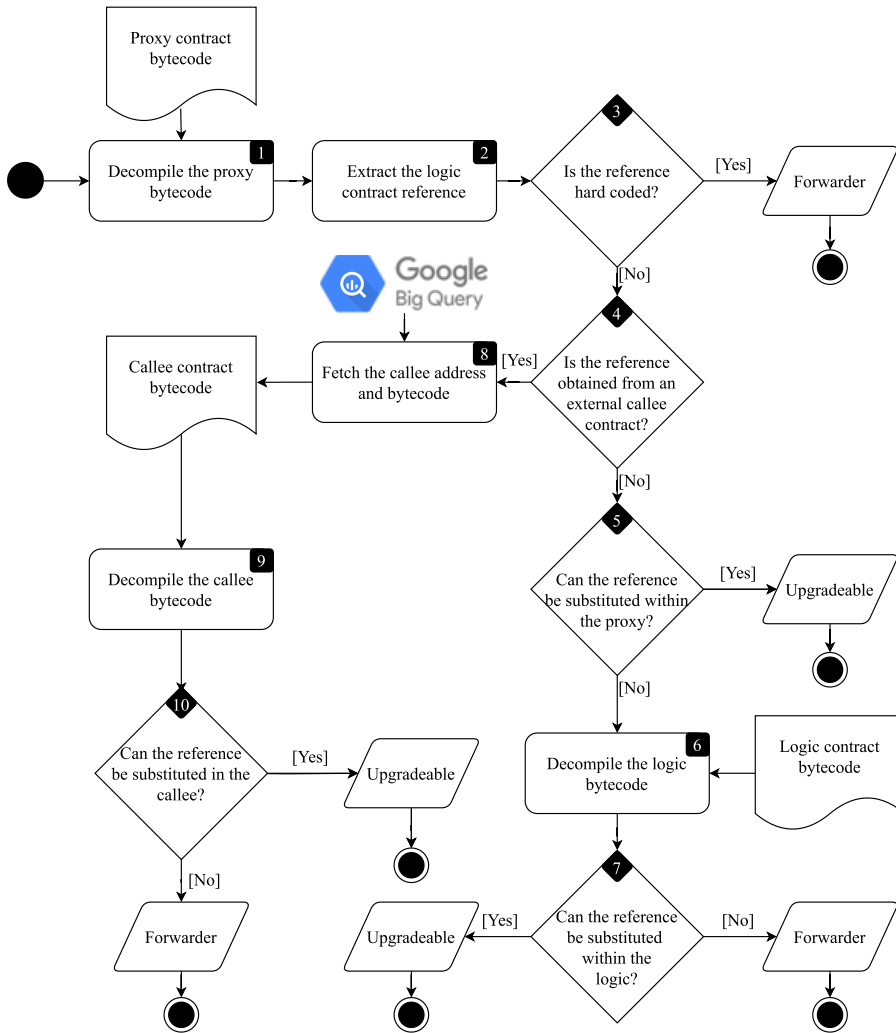 Proxy contract
bytecode
1
Decompile the proxy
bytecode
2
Extract the logic
contract reference
3
Is the reference
hard coded?
[Yes]
Forwarder
[No]
Google
Big Query
4
Is the reference
obtained from an
external callee
contract?
[Yes]
8
Fetch the callee address
and bytecode
Callee contract
bytecode
[No]
5
Can the reference
be substituted within
the proxy?
[Yes]
Upgradeable
9
Decompile the callee
bytecode
[No]
10
Can the reference
be substituted in the
callee?
[Yes]
Upgradeable
6
Decompile the logic
bytecode
Logic contract
bytecode
[No]
Forwarder
7
Can the reference
be substituted
within the
logic?
[Yes]
Upgradeable
[No]
Forwarder